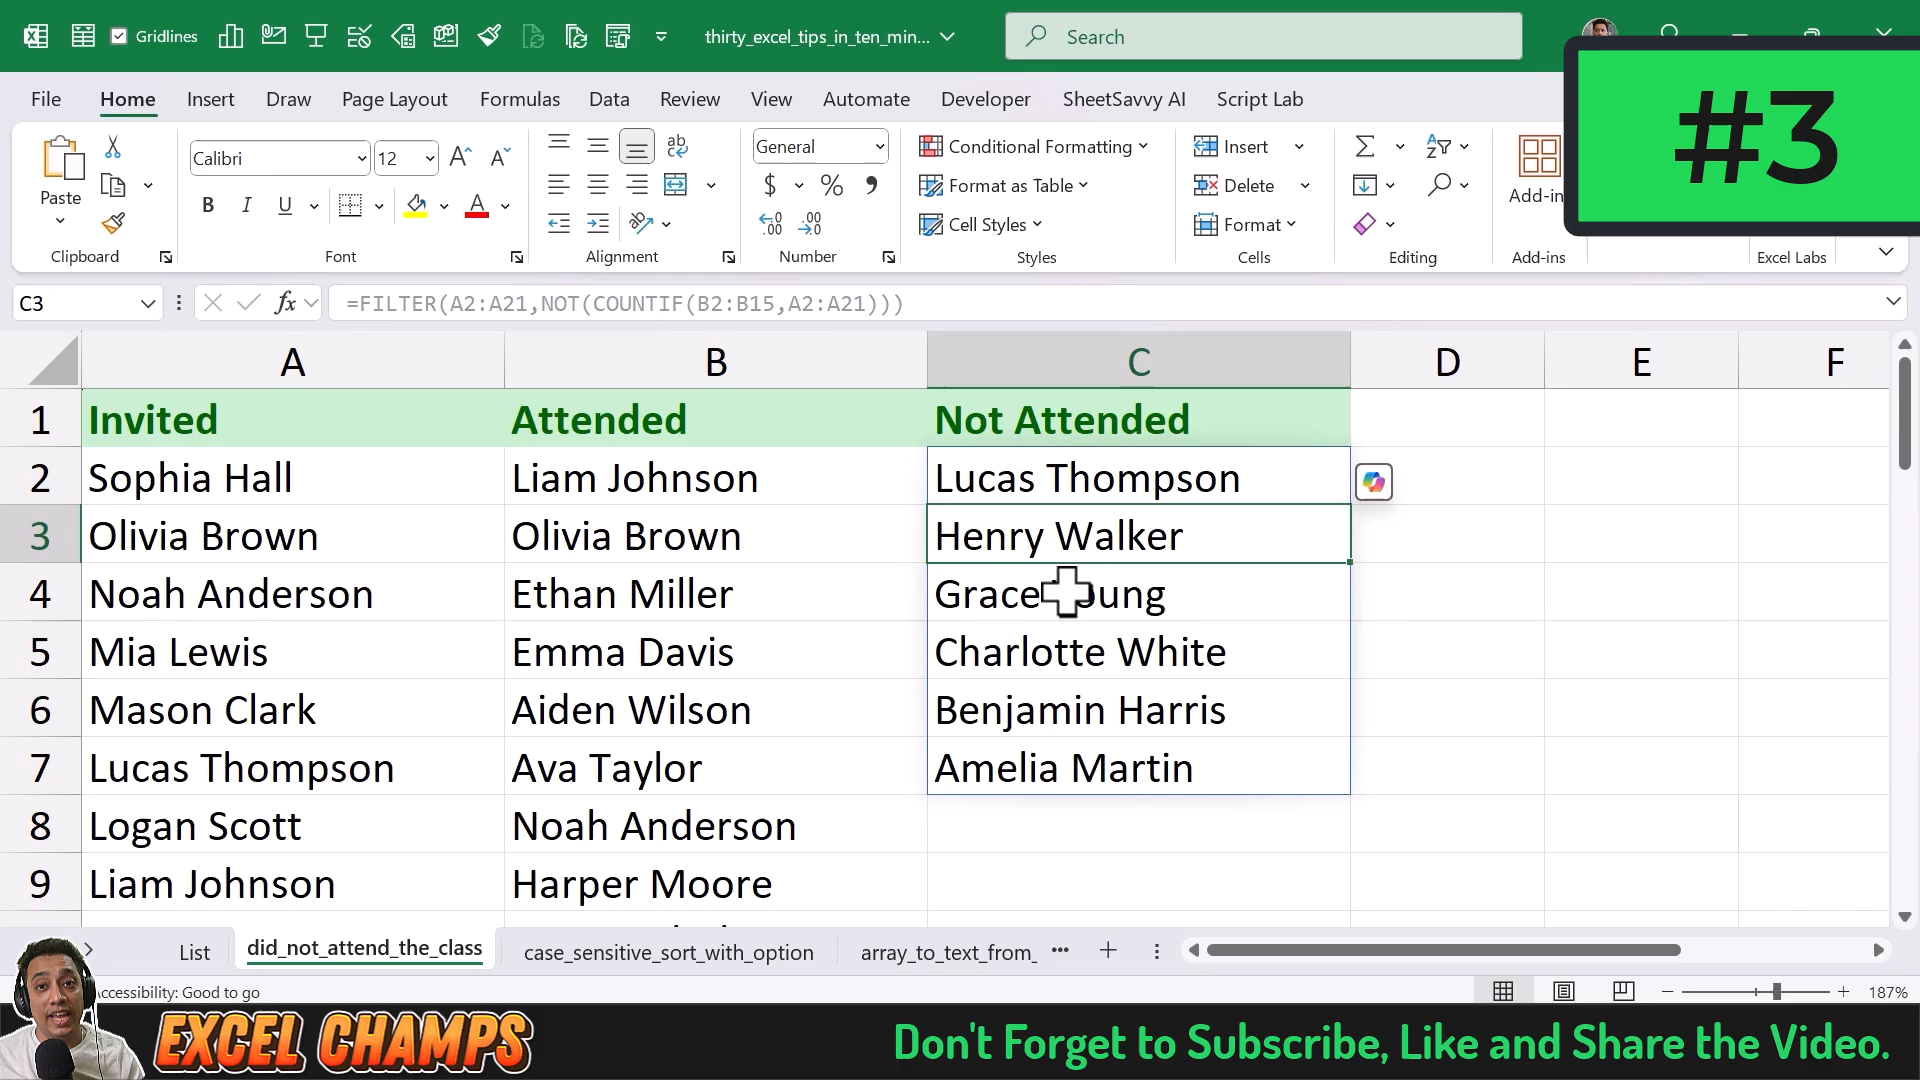 Gridlines
thirty_excel_tips_in_ten_min...
Search
#3
File Home Insert Draw Page Layout Formulas Data Review View Automate Developer SheetSavvy AI Script Lab
Paste
Calibri 12
General
Conditional Formatting
Format as Table
Cell Styles
Insert
Delete
Format
Clipboard Font Alignment Number Styles Cells Editing Add-ins Excel Labs
C3 =FILTER(A2:A21,NOT(COUNTIF(B2:B15,A2:A21)))
A B C D E F
1 Invited Attended Not Attended
2 Sophia Hall Liam Johnson Lucas Thompson
3 Olivia Brown Olivia Brown Henry Walker
4 Noah Anderson Ethan Miller Grace
5 Mia Lewis Emma Davis Charlotte White
6 Mason Clark Aiden Wilson Benjamin Harris
7 Lucas Thompson Ava Taylor Amelia Martin
8 Logan Scott Noah Anderson
9 Liam Johnson Harper Moore
List did_not_attend_the_class case_sensitive_sort_with_option array_to_text_from_
Accessibility: Good to go
187%
EXCEL CHAMPS
Don't Forget to Subscribe, Like and Share the Video.